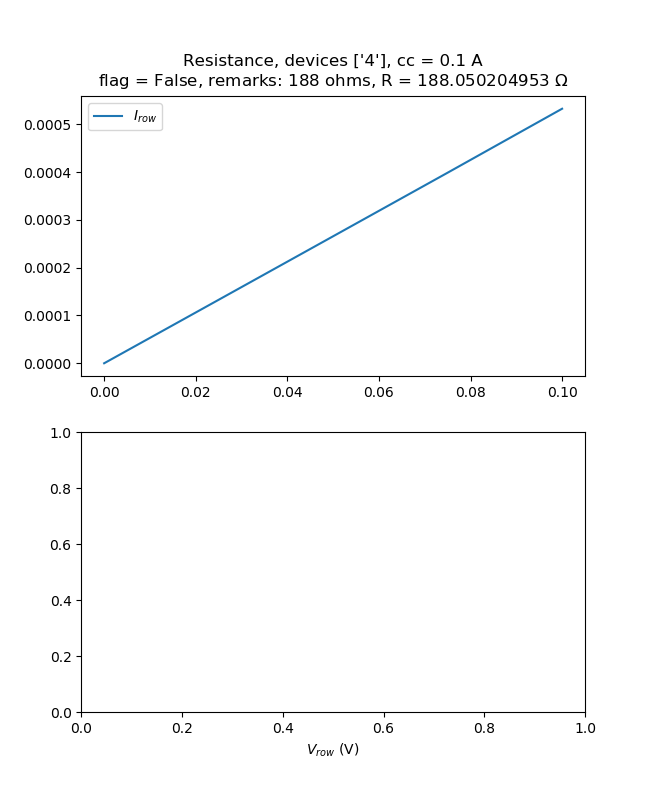 Resistance, devices ['4'], cc = 0.1 A
flag = False, remarks: 188 ohms, R = 188.050204953 Ω
I_row
0.0005
0.0004
0.0003
0.0002
0.0001
0.0000
0.00 0.02 0.04 0.06 0.08 0.10
1.0
0.8
0.6
0.4
0.2
0.0
0.0 0.2 0.4 0.6 0.8 1.0
V_row (V)